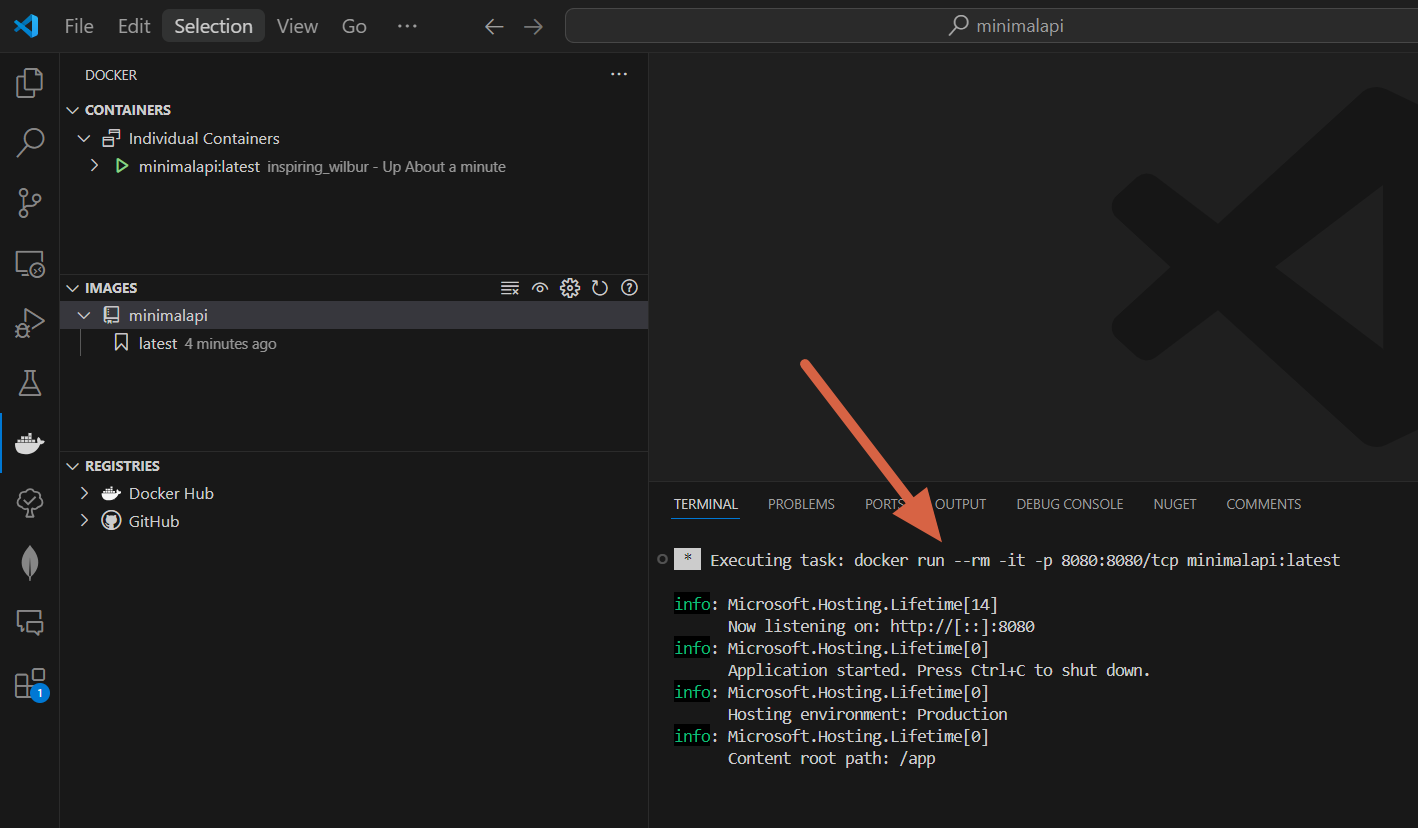 File Edit Selection View Go ···
minimalapi
DOCKER ···
CONTAINERS
Individual Containers
minimalapi:latest inspiring_wilbur - Up About a minute
IMAGES
minimalapi
latest 4 minutes ago
REGISTRIES
Docker Hub
GitHub
1
TERMINAL PROBLEMS PORTS OUTPUT DEBUG CONSOLE NUGET COMMENTS
* Executing task: docker run --rm -it -p 8080:8080/tcp minimalapi:latest
info: Microsoft.Hosting.Lifetime[14]
Now listening on: http://[::]:8080
info: Microsoft.Hosting.Lifetime[0]
Application started. Press Ctrl+C to shut down.
info: Microsoft.Hosting.Lifetime[0]
Hosting environment: Production
info: Microsoft.Hosting.Lifetime[0]
Content root path: /app